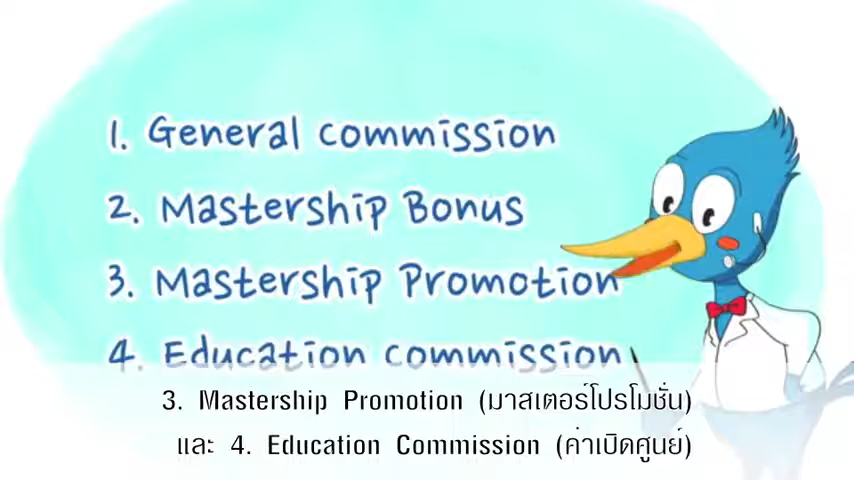 1. General commission
2. Mastership Bonus
3. Mastership Promotion
4. Education commission
3. Mastership Promotion (มาสเตอร์โปรโมชั่น)
และ 4. Education Commission (ค่าเปิดศูนย์)